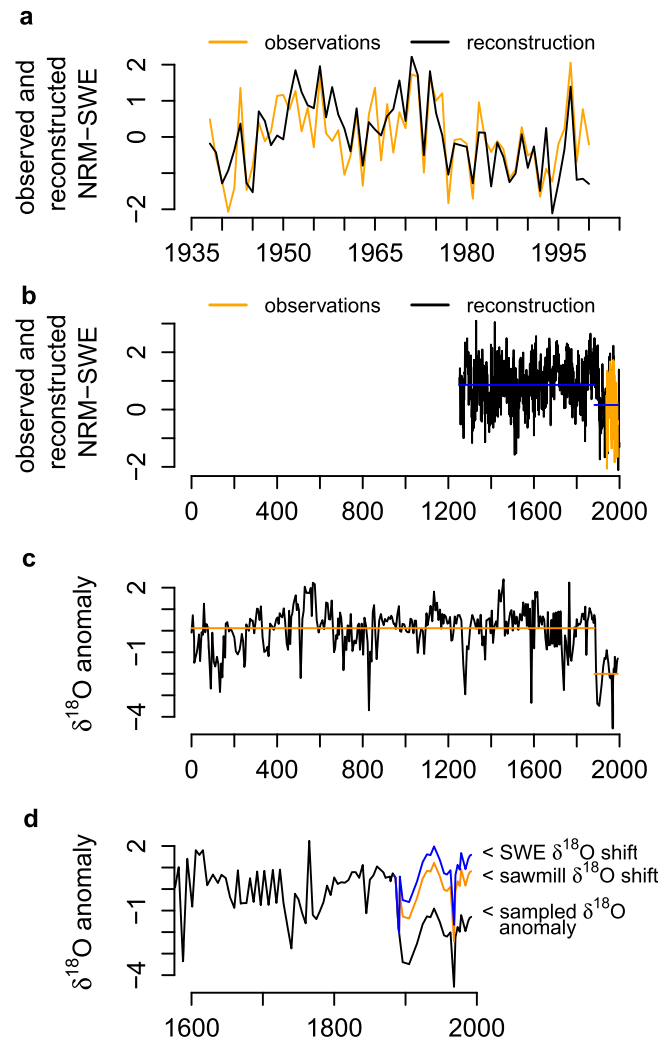 a
observations reconstruction
observed and
reconstructed
NRM−SWE
2
1
0
−2
1935 1950 1965 1980 1995
b
observations reconstruction
observed and
reconstructed
NRM−SWE
2
0
−2
0 400 800 1200 1600 2000
c
δ18O anomaly
2
−1
−4
0 400 800 1200 1600 2000
d
δ18O anomaly
2
−1
−4
< SWE δ18O shift
< sawmill δ18O shift
< sampled δ18O
anomaly
1600 1800 2000